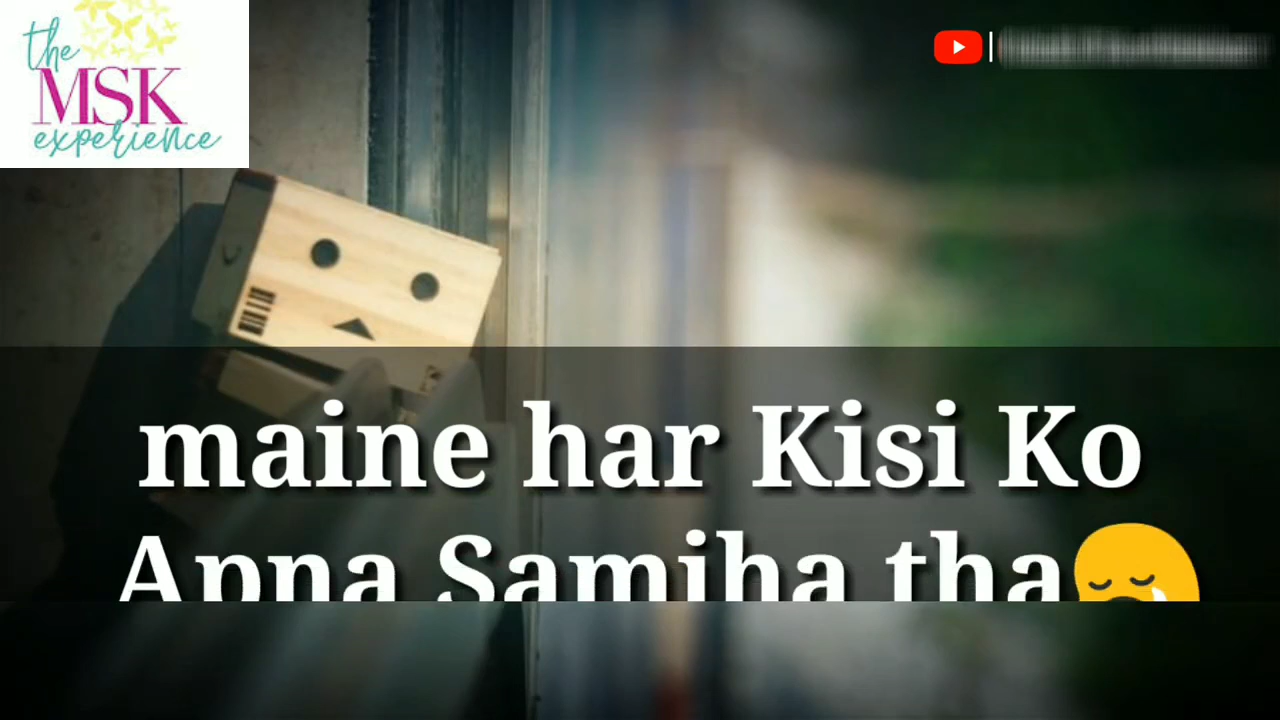 the
MSK
experience
maine har Kisi Ko
Apna Samjha tha😢